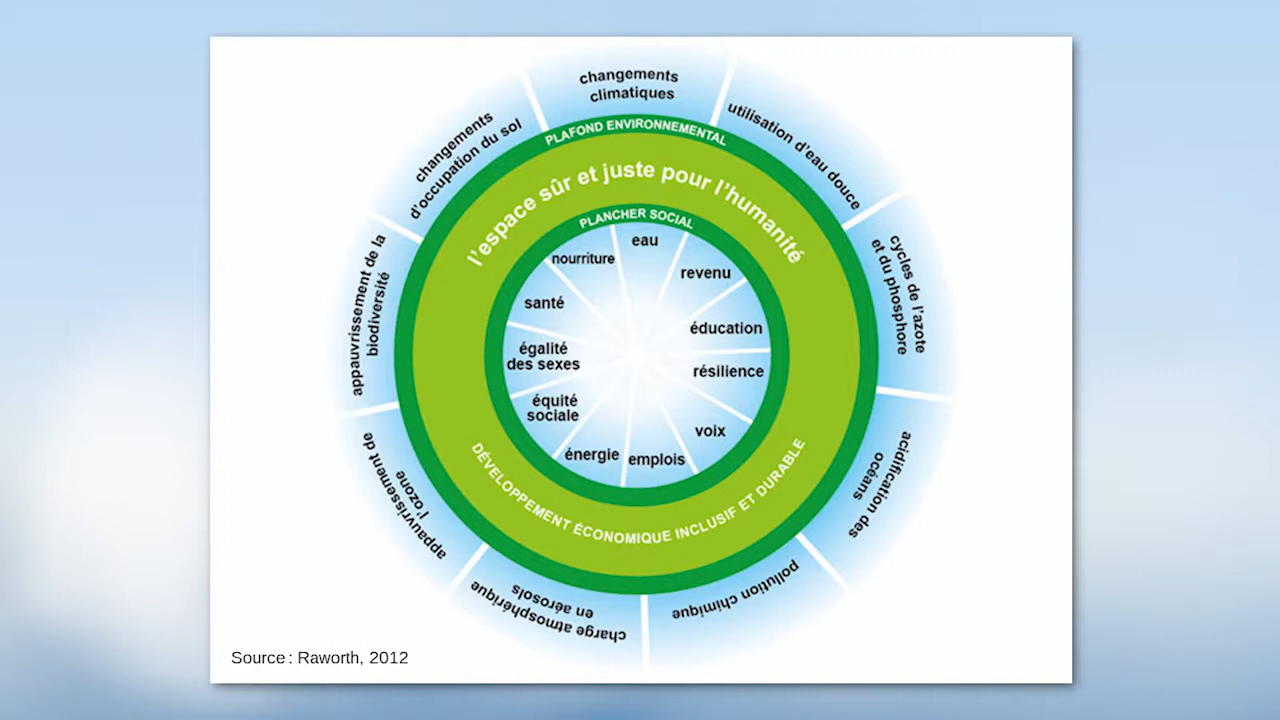 changements
climatiques
utilisation d'eau douce
cycles de l'azote
et du phosphore
acidification des
océans
pollution chimique
charge atmosphérique
en aérosols
appauvrissement de
l'ozone
appauvrissement de la
biodiversité
changements
d'occupation du sol
PLAFOND ENVIRONNEMENTAL
l'espace sûr et juste pour l'humanité
PLANCHER SOCIAL
eau
revenu
éducation
résilience
voix
emplois
énergie
équité
sociale
égalité
des sexes
santé
nourriture
DÉVELOPPEMENT ÉCONOMIQUE INCLUSIF ET DURABLE
Source : Raworth, 2012